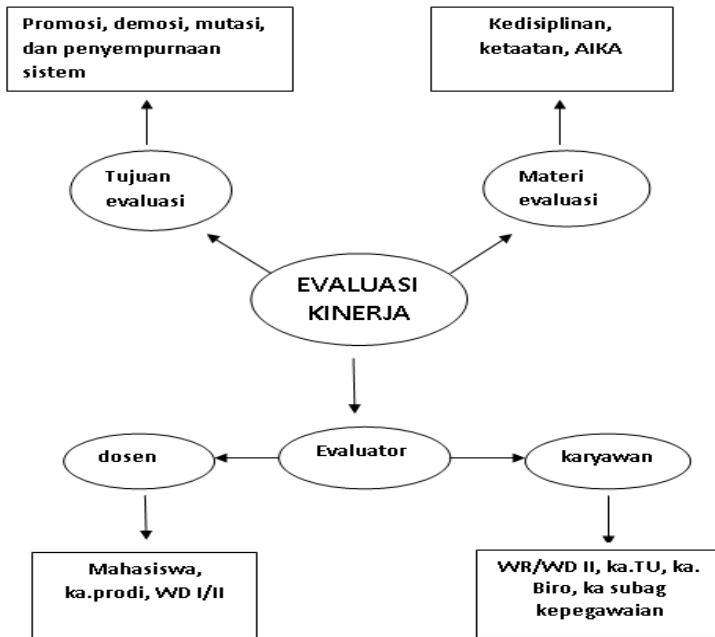 Promosi, demosi, mutasi,
dan penyempurnaan
sistem
Kedisiplinan,
ketaatan, AIKA
Tujuan
evaluasi
Materi
evaluasi
EVALUASI
KINERJA
dosen
Evaluator
karyawan
Mahasiswa,
ka.prodi, WD I/II
WR/WD II, ka.TU, ka.
Biro, ka subag
kepegawaian